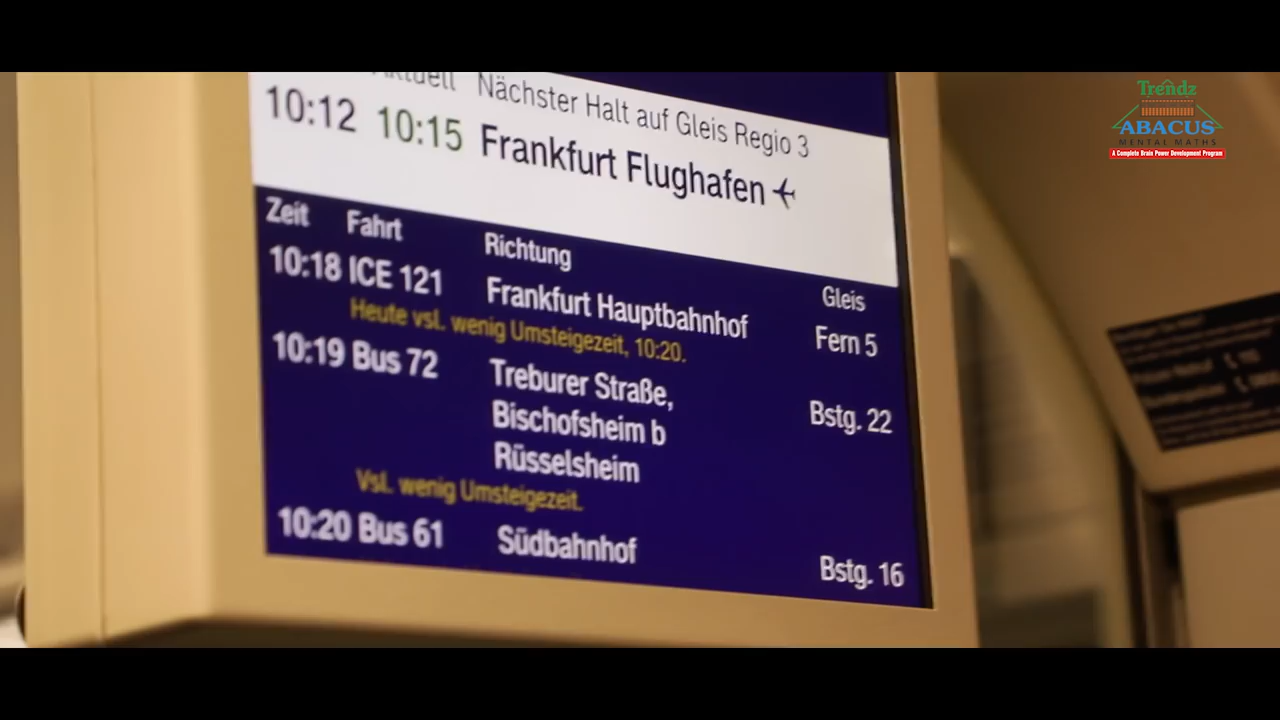 Aktuell Nächster Halt auf Gleis Regio 3
10:12 10:15 Frankfurt Flughafen
Zeit Fahrt Richtung Gleis
10:18 ICE 121 Frankfurt Hauptbahnhof Fern 5
Heute vsl. wenig Umsteigezeit, 10:20.
10:19 Bus 72 Treburer Straße, Bstg. 22
Bischofsheim b
Rüsselsheim
Vsl. wenig Umsteigezeit.
10:20 Bus 61 Südbahnhof Bstg. 16
Trendz
ABACUS
MENTAL MATHS
A Complete Brain Power Development Program